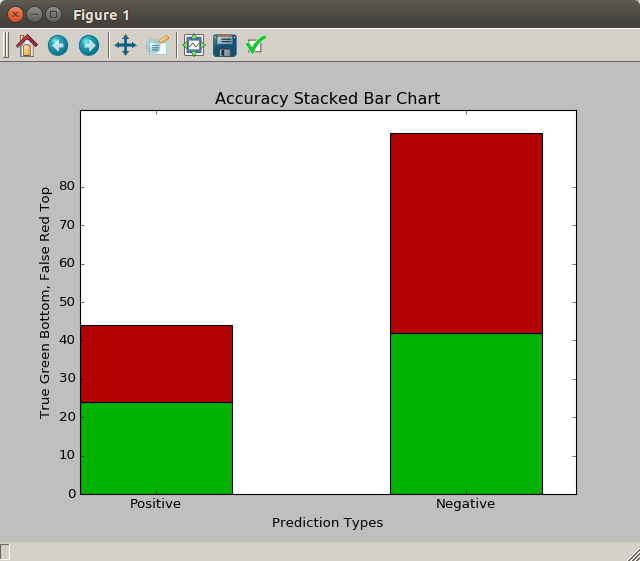 Figure 1
Accuracy Stacked Bar Chart
True Green Bottom, False Red Top
80
70
60
50
40
30
20
10
0
Positive
Negative
Prediction Types